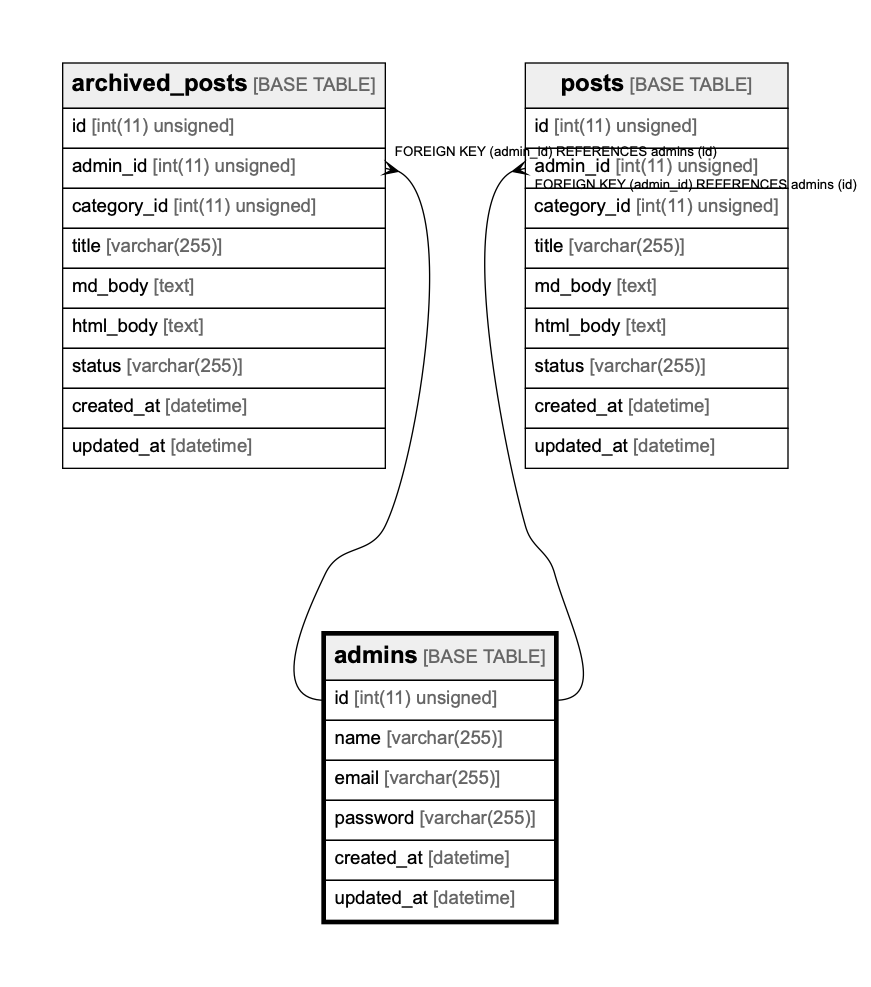 archived_posts [BASE TABLE]
id [int(11) unsigned]
admin_id [int(11) unsigned]
category_id [int(11) unsigned]
title [varchar(255)]
md_body [text]
html_body [text]
status [varchar(255)]
created_at [datetime]
updated_at [datetime]
FOREIGN KEY (admin_id) REFERENCES admins (id)
posts [BASE TABLE]
id [int(11) unsigned]
admin_id [int(11) unsigned]
FOREIGN KEY (admin_id) REFERENCES admins (id)
category_id [int(11) unsigned]
title [varchar(255)]
md_body [text]
html_body [text]
status [varchar(255)]
created_at [datetime]
updated_at [datetime]
admins [BASE TABLE]
id [int(11) unsigned]
name [varchar(255)]
email [varchar(255)]
password [varchar(255)]
created_at [datetime]
updated_at [datetime]